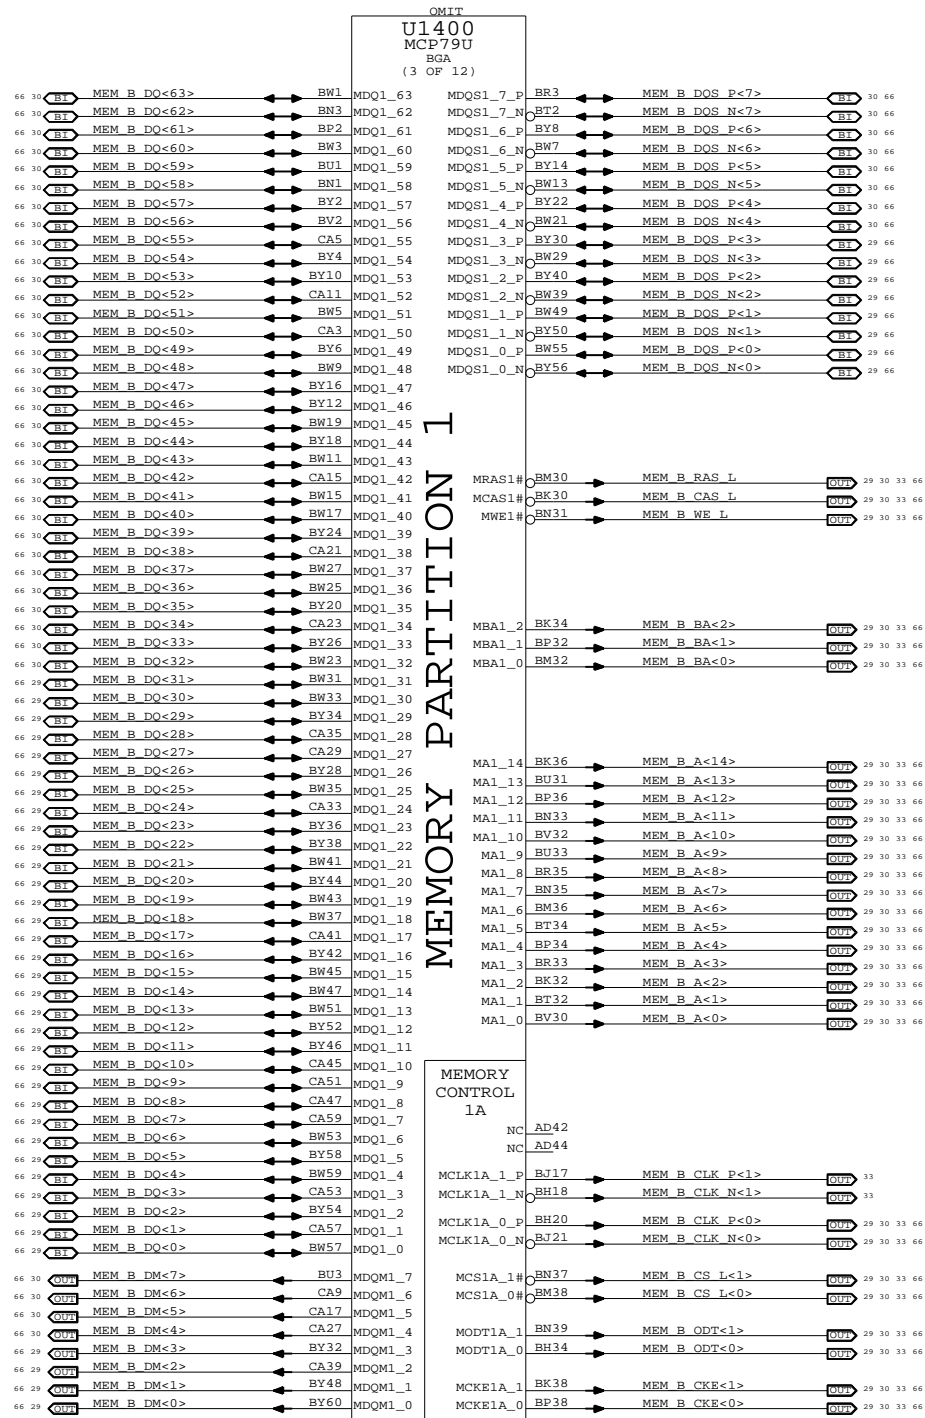 OMIT
U1400
MCP79U
BGA
(3 OF 12)
66 30 BI MEM_B_DQ<63> BW1 MDQ1_63 MDQS1_7_P BR3 MEM_B_DQS_P<7> BI 30 66
66 30 BI MEM_B_DQ<62> BN3 MDQ1_62 MDQS1_7_N BT2 MEM_B_DQS_N<7> BI 30 66
66 30 BI MEM_B_DQ<61> BP2 MDQ1_61 MDQS1_6_P BY8 MEM_B_DQS_P<6> BI 30 66
66 30 BI MEM_B_DQ<60> BW3 MDQ1_60 MDQS1_6_N BW7 MEM_B_DQS_N<6> BI 30 66
66 30 BI MEM_B_DQ<59> BU1 MDQ1_59 MDQS1_5_P BY14 MEM_B_DQS_P<5> BI 30 66
66 30 BI MEM_B_DQ<58> BN1 MDQ1_58 MDQS1_5_N BW13 MEM_B_DQS_N<5> BI 30 66
66 30 BI MEM_B_DQ<57> BY2 MDQ1_57 MDQS1_4_P BY22 MEM_B_DQS_P<4> BI 30 66
66 30 BI MEM_B_DQ<56> BV2 MDQ1_56 MDQS1_4_N BW21 MEM_B_DQS_N<4> BI 30 66
66 30 BI MEM_B_DQ<55> CA5 MDQ1_55 MDQS1_3_P BY30 MEM_B_DQS_P<3> BI 29 66
66 30 BI MEM_B_DQ<54> BY4 MDQ1_54 MDQS1_3_N BW29 MEM_B_DQS_N<3> BI 29 66
66 30 BI MEM_B_DQ<53> BY10 MDQ1_53 MDQS1_2_P BY40 MEM_B_DQS_P<2> BI 29 66
66 30 BI MEM_B_DQ<52> CA11 MDQ1_52 MDQS1_2_N BW39 MEM_B_DQS_N<2> BI 29 66
66 30 BI MEM_B_DQ<51> BW5 MDQ1_51 MDQS1_1_P BW49 MEM_B_DQS_P<1> BI 29 66
66 30 BI MEM_B_DQ<50> CA3 MDQ1_50 MDQS1_1_N BY50 MEM_B_DQS_N<1> BI 29 66
66 30 BI MEM_B_DQ<49> BY6 MDQ1_49 MDQS1_0_P BW55 MEM_B_DQS_P<0> BI 29 66
66 30 BI MEM_B_DQ<48> BW9 MDQ1_48 MDQS1_0_N BY56 MEM_B_DQS_N<0> BI 29 66
66 30 BI MEM_B_DQ<47> BY16 MDQ1_47
66 30 BI MEM_B_DQ<46> BY12 MDQ1_46
66 30 BI MEM_B_DQ<45> BW19 MDQ1_45
66 30 BI MEM_B_DQ<44> BY18 MDQ1_44
66 30 BI MEM_B_DQ<43> BW11 MDQ1_43
66 30 BI MEM_B_DQ<42> CA15 MDQ1_42 MRAS1# BM30 MEM_B_RAS_L OUT 29 30 33 66
66 30 BI MEM_B_DQ<41> BW15 MDQ1_41 MCAS1# BK30 MEM_B_CAS_L OUT 29 30 33 66
66 30 BI MEM_B_DQ<40> BW17 MDQ1_40 MWE1# BN31 MEM_B_WE_L OUT 29 30 33 66
66 30 BI MEM_B_DQ<39> BY24 MDQ1_39
66 30 BI MEM_B_DQ<38> CA21 MDQ1_38
66 30 BI MEM_B_DQ<37> BW27 MDQ1_37
66 30 BI MEM_B_DQ<36> BW25 MDQ1_36
66 30 BI MEM_B_DQ<35> BY20 MDQ1_35
66 30 BI MEM_B_DQ<34> CA23 MDQ1_34 MBA1_2 BK34 MEM_B_BA<2> OUT 29 30 33 66
66 30 BI MEM_B_DQ<33> BY26 MDQ1_33 MBA1_1 BP32 MEM_B_BA<1> OUT 29 30 33 66
66 30 BI MEM_B_DQ<32> BW23 MDQ1_32 MBA1_0 BM32 MEM_B_BA<0> OUT 29 30 33 66
MEMORY PARTITION 1
66 29 BI MEM_B_DQ<31> BW31 MDQ1_31
66 29 BI MEM_B_DQ<30> BW33 MDQ1_30
66 29 BI MEM_B_DQ<29> BY34 MDQ1_29
66 29 BI MEM_B_DQ<28> CA35 MDQ1_28
66 29 BI MEM_B_DQ<27> CA29 MDQ1_27 MA1_14 BK36 MEM_B_A<14> OUT 29 30 33 66
66 29 BI MEM_B_DQ<26> BY28 MDQ1_26 MA1_13 BU31 MEM_B_A<13> OUT 29 30 33 66
66 29 BI MEM_B_DQ<25> BW35 MDQ1_25 MA1_12 BP36 MEM_B_A<12> OUT 29 30 33 66
66 29 BI MEM_B_DQ<24> CA33 MDQ1_24 MA1_11 BN33 MEM_B_A<11> OUT 29 30 33 66
66 29 BI MEM_B_DQ<23> BY36 MDQ1_23 MA1_10 BV32 MEM_B_A<10> OUT 29 30 33 66
66 29 BI MEM_B_DQ<22> BY38 MDQ1_22 MA1_9 BU33 MEM_B_A<9> OUT 29 30 33 66
66 29 BI MEM_B_DQ<21> BW41 MDQ1_21 MA1_8 BR35 MEM_B_A<8> OUT 29 30 33 66
66 29 BI MEM_B_DQ<20> BY44 MDQ1_20 MA1_7 BN35 MEM_B_A<7> OUT 29 30 33 66
66 29 BI MEM_B_DQ<19> BW43 MDQ1_19 MA1_6 BM36 MEM_B_A<6> OUT 29 30 33 66
66 29 BI MEM_B_DQ<18> BW37 MDQ1_18 MA1_5 BT34 MEM_B_A<5> OUT 29 30 33 66
66 29 BI MEM_B_DQ<17> CA41 MDQ1_17 MA1_4 BP34 MEM_B_A<4> OUT 29 30 33 66
66 29 BI MEM_B_DQ<16> BY42 MDQ1_16 MA1_3 BR33 MEM_B_A<3> OUT 29 30 33 66
66 29 BI MEM_B_DQ<15> BW45 MDQ1_15 MA1_2 BK32 MEM_B_A<2> OUT 29 30 33 66
66 29 BI MEM_B_DQ<14> BW47 MDQ1_14 MA1_1 BT32 MEM_B_A<1> OUT 29 30 33 66
66 29 BI MEM_B_DQ<13> BW51 MDQ1_13 MA1_0 BV30 MEM_B_A<0> OUT 29 30 33 66
66 29 BI MEM_B_DQ<12> BY52 MDQ1_12
66 29 BI MEM_B_DQ<11> BY46 MDQ1_11
66 29 BI MEM_B_DQ<10> CA45 MDQ1_10
66 29 BI MEM_B_DQ<9> CA51 MDQ1_9
66 29 BI MEM_B_DQ<8> CA47 MDQ1_8
MEMORY
CONTROL
1A
66 29 BI MEM_B_DQ<7> CA59 MDQ1_7 NC AD42
66 29 BI MEM_B_DQ<6> BW53 MDQ1_6 NC AD44
66 29 BI MEM_B_DQ<5> BY58 MDQ1_5
66 29 BI MEM_B_DQ<4> BW59 MDQ1_4 MCLK1A_1_P BJ17 MEM_B_CLK_P<1> OUT 33
66 29 BI MEM_B_DQ<3> CA53 MDQ1_3 MCLK1A_1_N BH18 MEM_B_CLK_N<1> OUT 33
66 29 BI MEM_B_DQ<2> BY54 MDQ1_2 MCLK1A_0_P BH20 MEM_B_CLK_P<0> OUT 29 30 33 66
66 29 BI MEM_B_DQ<1> CA57 MDQ1_1 MCLK1A_0_N BJ21 MEM_B_CLK_N<0> OUT 29 30 33 66
66 29 BI MEM_B_DQ<0> BW57 MDQ1_0
66 30 OUT MEM_B_DM<7> BU3 MDQM1_7 MCS1A_1# BN37 MEM_B_CS_L<1> OUT 29 30 33 66
66 30 OUT MEM_B_DM<6> CA9 MDQM1_6 MCS1A_0# BM38 MEM_B_CS_L<0> OUT 29 30 33 66
66 30 OUT MEM_B_DM<5> CA17 MDQM1_5
66 30 OUT MEM_B_DM<4> CA27 MDQM1_4 MODT1A_1 BN39 MEM_B_ODT<1> OUT 29 30 33 66
66 29 OUT MEM_B_DM<3> BY32 MDQM1_3 MODT1A_0 BH34 MEM_B_ODT<0> OUT 29 30 33 66
66 29 OUT MEM_B_DM<2> CA39 MDQM1_2
66 29 OUT MEM_B_DM<1> BY48 MDQM1_1 MCKE1A_1 BK38 MEM_B_CKE<1> OUT 29 30 33 66
66 29 OUT MEM_B_DM<0> BY60 MDQM1_0 MCKE1A_0 BP38 MEM_B_CKE<0> OUT 29 30 33 66